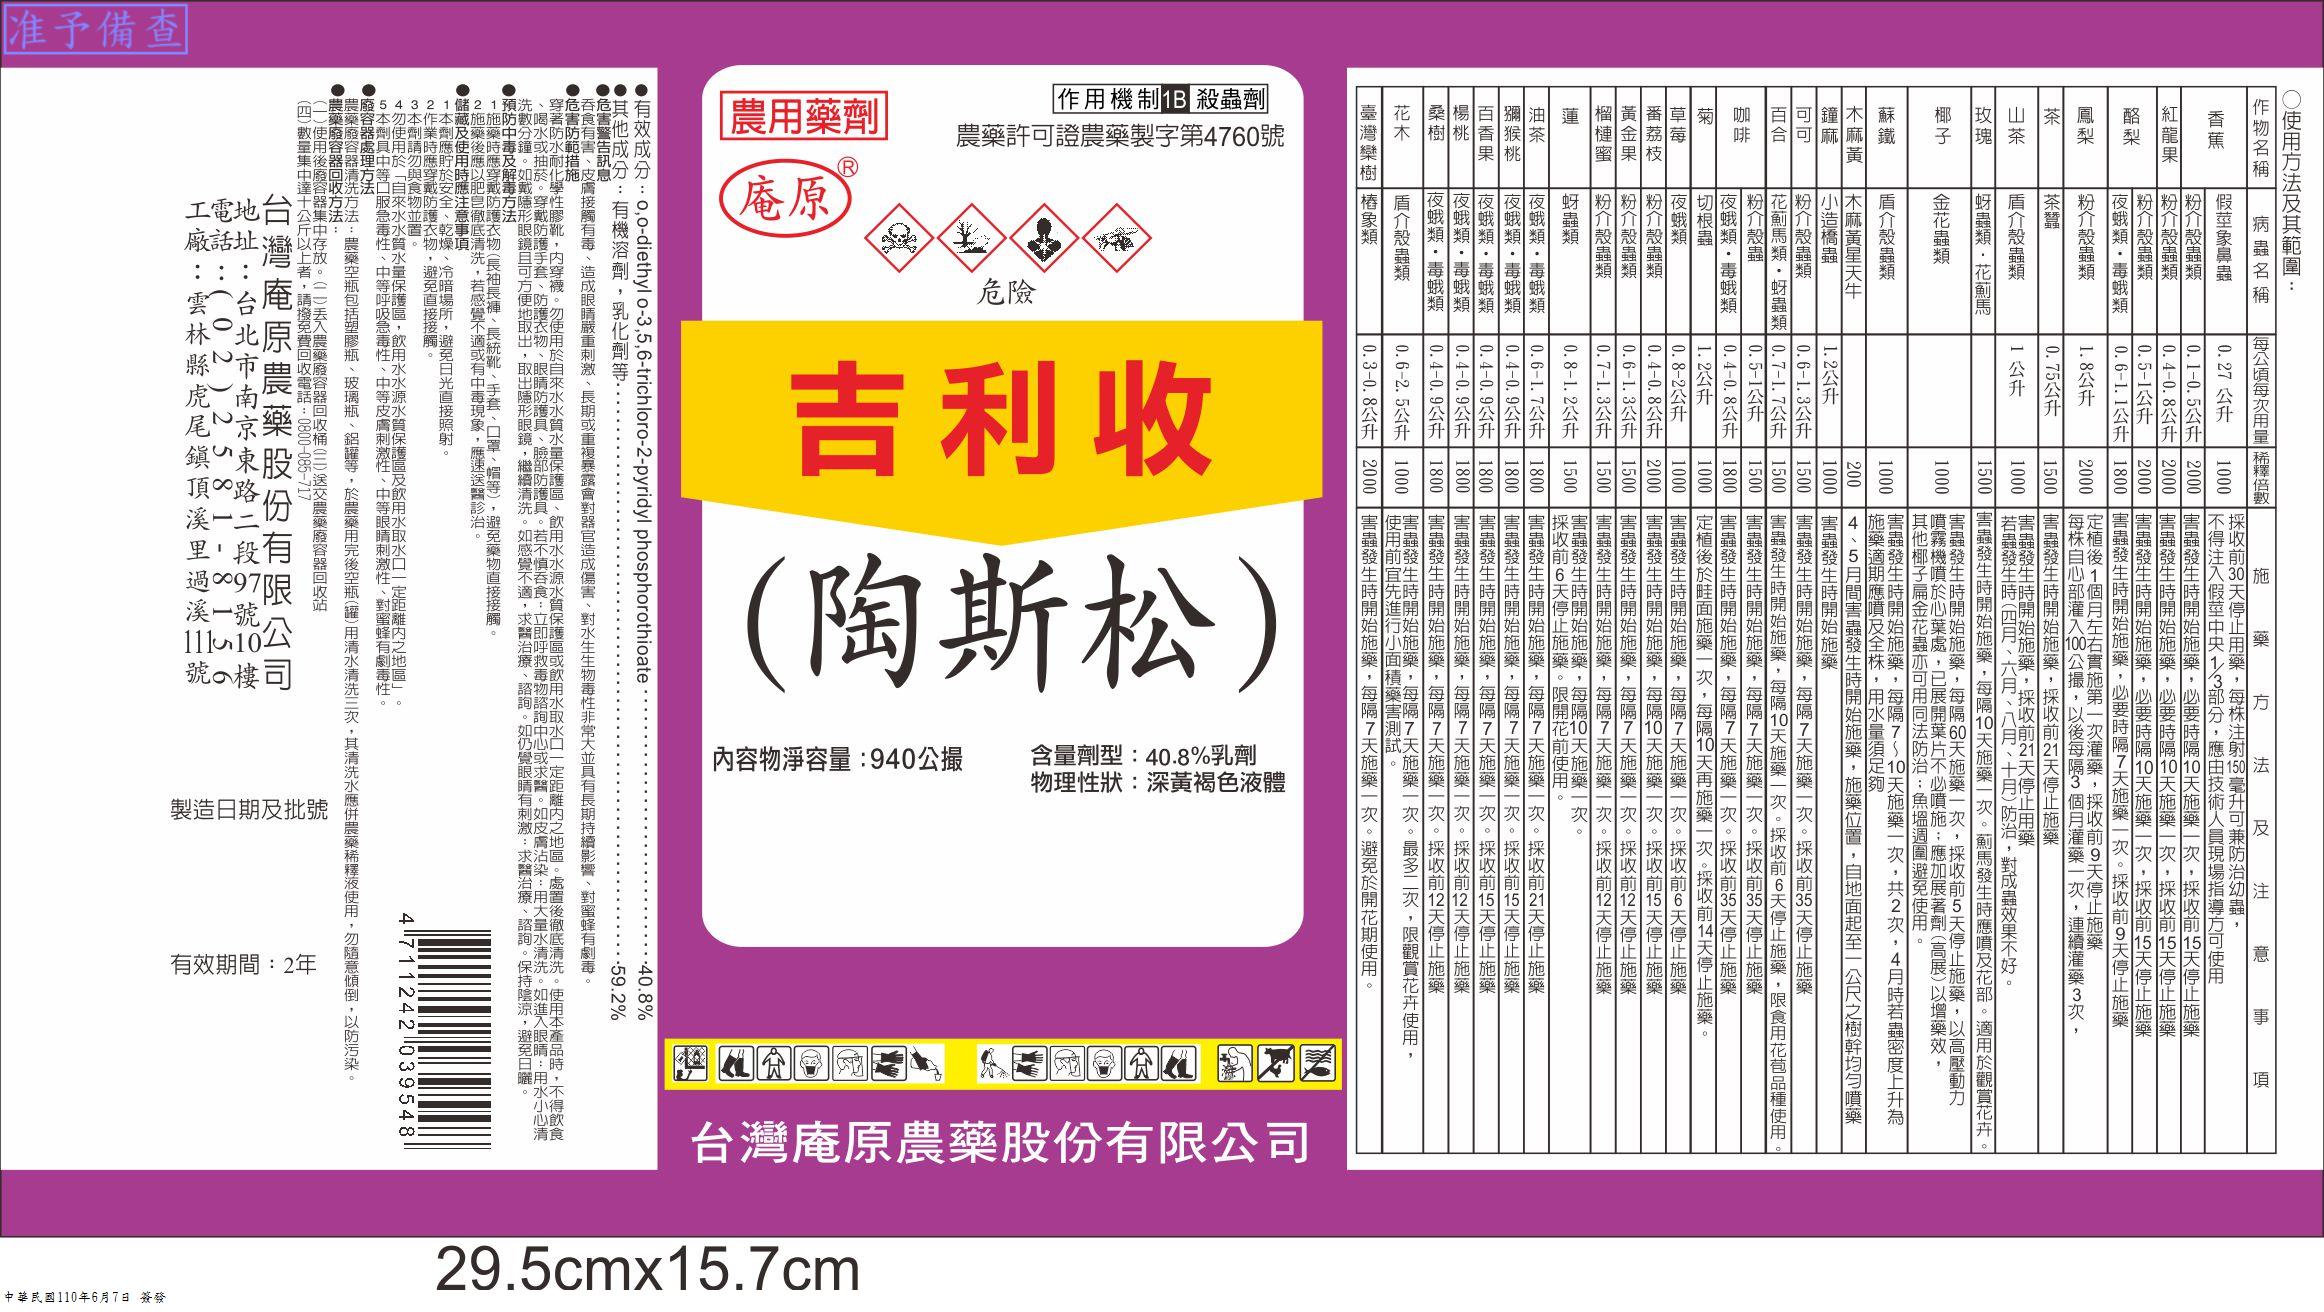 准予備查
農用藥劑
作用機制1B 殺蟲劑
農藥許可證農藥製字第4760號
庵原®
危險
吉利收
(陶斯松)
內容物淨容量：940公撮
含量劑型：40.8%乳劑
物理性狀：深黃褐色液體
台灣庵原農藥股份有限公司
●有效成分：o,o-diethyl o-3,5,6-trichloro-2-pyridyl phosphorothioate……40.8%
●其他成分：有機溶劑，乳化劑等……59.2%
●危害警告訊息
吞食有害、皮膚接觸有毒、造成眼睛嚴重刺激、長期或重複暴露會對器官造成傷害、對水生生物毒性非常大並具有長期持續影響、對蜜蜂有劇毒。
●危害防範措施
穿著防水耐化學性膠靴，內穿襪。勿使用於自來水水質水量保護區、飲用水水源水質保護區或飲用水取水口一定距離內之地區。處置後徹底清洗。使用本產品時，不得飲食
、喝水或抽菸。穿戴防護手套、防護衣物、眼睛防護具、臉部防護具。若不慎吞食：立即呼救毒物諮詢中心或求醫。如皮膚沾染：用大量水清洗。如進入眼睛：用水小心清
洗數分鐘。如戴隱形眼鏡且可方便地取出，取出隱形眼鏡，繼續清洗。如感覺不適，求醫治療、諮詢。如仍覺眼睛有刺激：求醫治療、諮詢。保持陰涼，避免日曬。
●預防中毒及解毒方法
1施藥時應穿戴防護衣物(長袖長褲、長統靴、手套、口罩、帽等)，避免藥物直接接觸。
2施藥後應以肥皂徹底清洗，若感覺不適或有中毒現象，應速送醫診治。
●儲藏及使用時應注意事項
1本劑應貯於安全、乾燥、冷暗場所，避免日光直接照射。
2作業時應穿戴防護衣物，避免直接接觸。
3本劑請勿與食物並置。
4勿使用於「自來水水質水量保護區，飲用水水源水質保護區及飲用水取水口一定距離內之地區」。
5本劑具中等口服急毒性、中等呼吸急毒性、中等皮膚刺激性、中等眼睛刺激性、對蜜蜂有劇毒性。
●廢容器處理方法
農藥廢容器清洗方法：農藥空瓶包括塑膠瓶、玻璃瓶、鋁罐等，於農藥用完後空瓶(罐)用清水清洗三次，其清洗水應併農藥稀釋液使用，勿隨意傾倒，以防污染。
●農藥廢容器回收方法：
(一)使用後廢容器集中存放。(二)丟入農藥廢容器回收桶(三)送交農藥廢容器回收站
(四)數量集中達十公斤以上者，請撥免費回收電話：0800-085-717
台灣庵原農藥股份有限公司
地址：台北市南京東路二段97號10樓
電話：(02)2581-8156
工廠：雲林縣虎尾鎮頂溪里過溪111號
製造日期及批號
有效期間：2年
4 711242 039548
◯使用方法及其範圍：
作物名稱 病蟲名稱 每公頃每次用量 稀釋倍數 施藥方法及注意事項
香蕉 假莖象鼻蟲 0.27 公升 1000 採收前30天停止用藥，每株注射150毫升可兼防治幼蟲，
不得注入假莖中央1/3部分，應由技術人員現場指導方可使用
粉介殼蟲 0.1-0.5公升 2000 害蟲發生時開始施藥，必要時隔10天施藥一次，採收前15天停止施藥
紅龍果 粉介殼蟲類 0.4-0.8公升 2000 害蟲發生時開始施藥，必要時隔10天施藥一次，採收前15天停止施藥
酪梨 粉介殼蟲類 0.5-1公升 2000 害蟲發生時開始施藥，必要時隔10天施藥一次，採收前15天停止施藥
夜蛾類‧毒蛾類 0.6-1.1公升 1800 害蟲發生時開始施藥，必要時隔7天施藥一次。採收前9天停止施藥
鳳梨 粉介殼蟲類 1.8公升 2000 定植後1個月左右實施第一次灌藥，採收前9天停止施藥
每株自心部灌入100公撮，以後每隔3個月灌藥一次，連續灌藥3次，
茶 茶蠶 0.75公升 1500 害蟲發生時開始施藥，採收前21天停止施藥
山茶 盾介殼蟲類 1公升 1000 害蟲發生時開始施藥，採收前21天停止用藥
若蟲發生時(四月、六月、八月、十月)防治，對成蟲效果不好。
玫瑰 蚜蟲類‧花薊馬 1500 害蟲發生時開始施藥，每隔10天施藥一次。薊馬發生時應噴及花部。適用於觀賞花卉。
椰子 金花蟲類 1000 害蟲發生時開始施藥，每隔60天施藥一次，採收前5天停止施藥，以高壓動力
噴霧機噴於心葉處，已展開葉片不必噴施；應加展著劑(高展)以增藥效，
其他椰子扁金花蟲亦可用同法防治；魚塭週圍避免使用。
蘇鐵 盾介殼蟲類 1000 害蟲發生時開始施藥，每隔7~10天施藥一次，共2次，4月時若蟲密度上升為
施藥適期應噴及全株，用水量須足夠
木麻黃 木麻黃星天牛 200 4、5月間害蟲發生時開始施藥，施藥位置，自地面起至一公尺之樹幹均勻噴藥
鐘麻 小造橋蟲 1.2公升 1000 害蟲發生時開始施藥
可可 粉介殼蟲類 0.6-1.3公升 1500 害蟲發生時開始施藥，每隔7天施藥一次。採收前35天停止施藥
百合 花薊馬類‧蚜蟲類 0.7-1.7公升 1500 害蟲發生時開始施藥，每隔10天施藥一次。採收前6天停止施藥，限食用花苞品種使用。
咖啡 粉介殼蟲 0.5-1公升 1500 害蟲發生時開始施藥，每隔7天施藥一次。採收前35天停止施藥
夜蛾類‧毒蛾類 0.4-0.8公升 1800 害蟲發生時開始施藥，每隔7天施藥一次。採收前35天停止施藥
菊 切根蟲 1.2公升 1000 定植後於畦面施藥一次，每隔10天再施藥一次。採收前14天停止施藥。
草莓 夜蛾類 0.8-2公升 1000 害蟲發生時開始施藥，每隔7天施藥一次。採收前6天停止施藥
番荔枝 粉介殼蟲類 0.4-0.8公升 2000 害蟲發生時開始施藥，每隔10天施藥一次。採收前15天停止施藥
黃金果 粉介殼蟲類 0.6-1.3公升 1500 害蟲發生時開始施藥，每隔7天施藥一次。採收前12天停止施藥
榴槤蜜 粉介殼蟲類 0.7-1.3公升 1500 害蟲發生時開始施藥，每隔7天施藥一次。採收前12天停止施藥
蓮 蚜蟲類 0.8-1.2公升 1500 害蟲發生時開始施藥，每隔10天施藥一次。
採收前6天停止施藥。限開花前使用。
油茶 夜蛾類‧毒蛾類 0.6-1.7公升 1800 害蟲發生時開始施藥，每隔7天施藥一次。採收前21天停止施藥
獼猴桃 夜蛾類‧毒蛾類 0.4-0.9公升 1800 害蟲發生時開始施藥，每隔7天施藥一次。採收前15天停止施藥
百香果 夜蛾類‧毒蛾類 0.4-0.9公升 1800 害蟲發生時開始施藥，每隔7天施藥一次。採收前15天停止施藥
楊桃 夜蛾類‧毒蛾類 0.4-0.9公升 1800 害蟲發生時開始施藥，每隔7天施藥一次。採收前12天停止施藥
桑樹 夜蛾類‧毒蛾類 0.4-0.9公升 1800 害蟲發生時開始施藥，每隔7天施藥一次。採收前12天停止施藥
花木 盾介殼蟲類 0.6-2.5公升 1000 害蟲發生時開始施藥，每隔7天施藥一次。最多二次，限觀賞花卉使用，
使用前宜先進行小面積藥害測試。
臺灣欒樹 椿象類 0.3-0.8公升 2000 害蟲發生時開始施藥，每隔7天施藥一次。避免於開花期使用。
29.5cmx15.7cm
中華民國110年6月7日 簽發